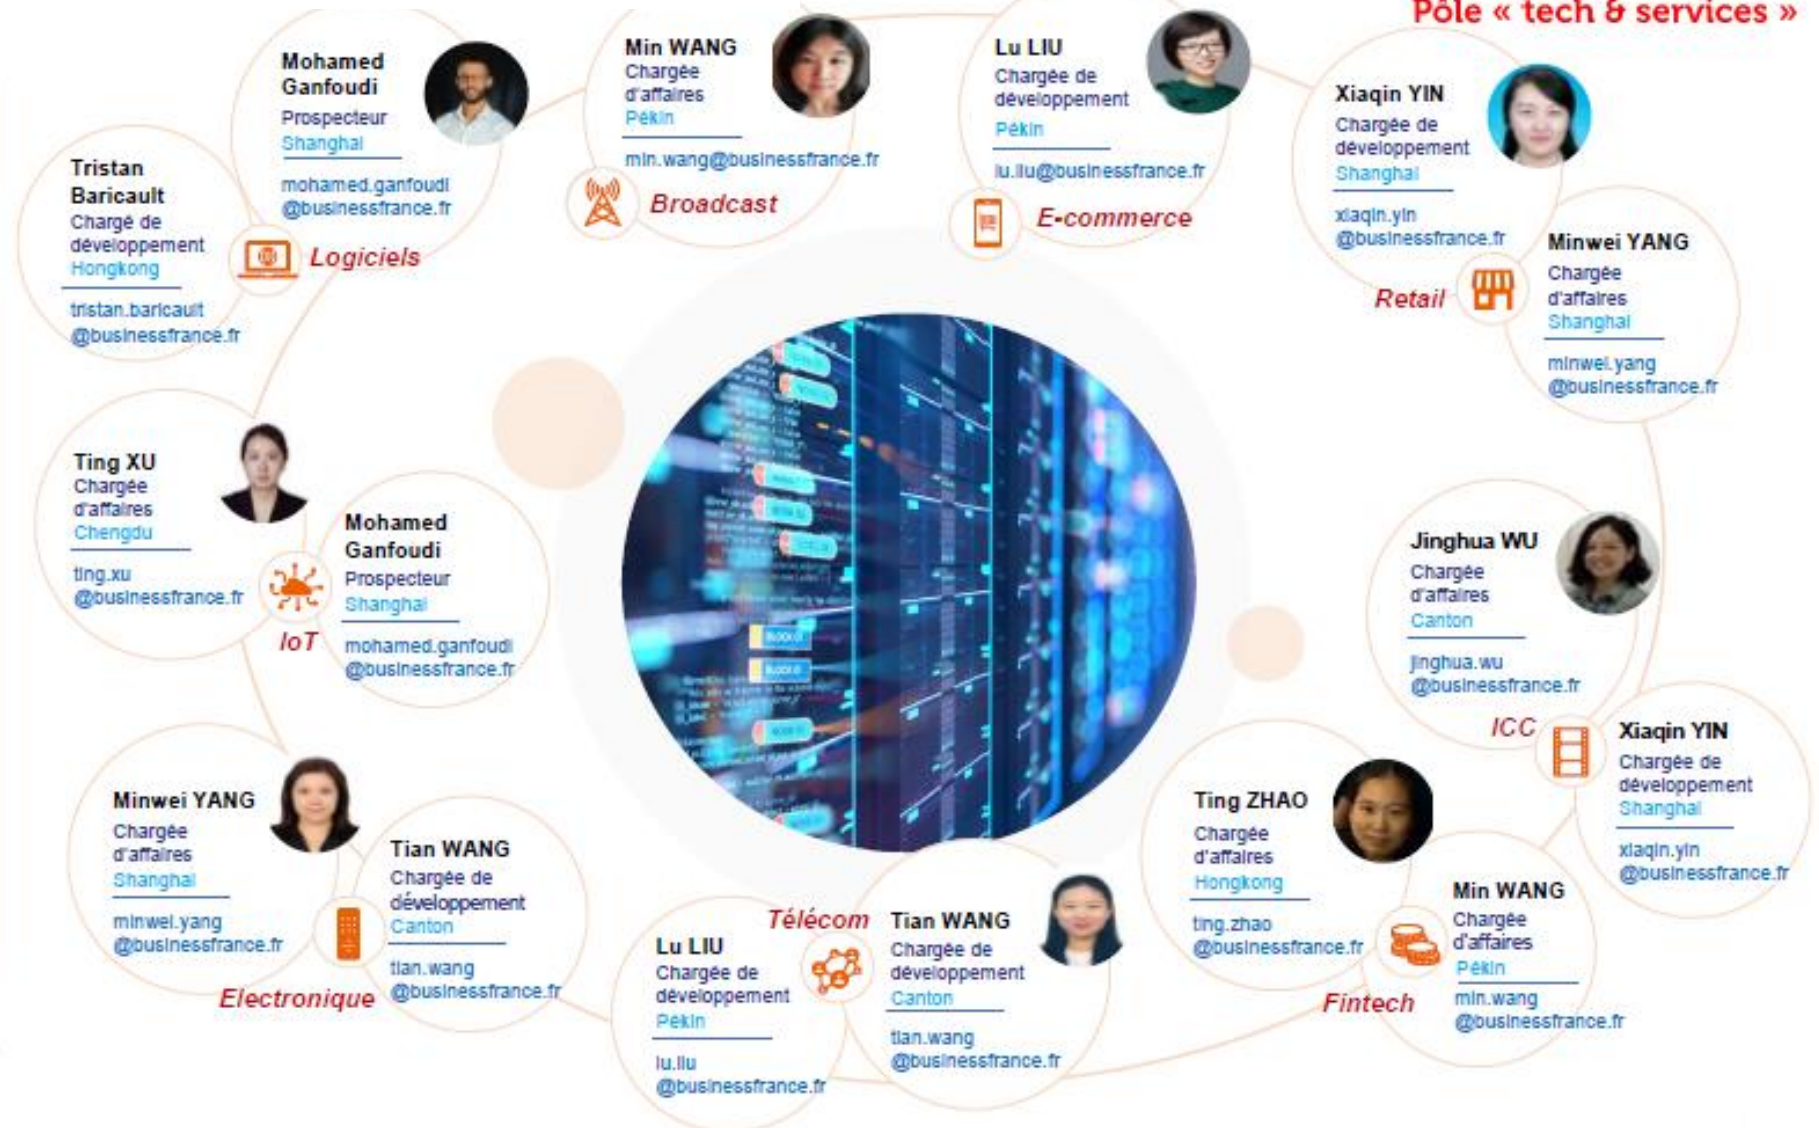 Pôle « tech & services »
Mohamed
Ganfoudi
Prospecteur
Shanghai
mohamed.ganfoudi
@businessfrance.fr
Tristan
Baricault
Chargé de
développement
Hongkong
tristan.baricault
@businessfrance.fr
Logiciels
Min WANG
Chargée
d'affaires
Pékin
min.wang@businessfrance.fr
Broadcast
Lu LIU
Chargée de
développement
Pékin
lu.liu@businessfrance.fr
E-commerce
Xiaqin YIN
Chargée de
développement
Shanghai
xiaqin.yin
@businessfrance.fr
Retail
Minwei YANG
Chargée
d'affaires
Shanghai
minwei.yang
@businessfrance.fr
Ting XU
Chargée
d'affaires
Chengdu
ting.xu
@businessfrance.fr
IoT
Mohamed
Ganfoudi
Prospecteur
Shanghai
mohamed.ganfoudi
@businessfrance.fr
Jinghua WU
Chargée
d'affaires
Canton
jinghua.wu
@businessfrance.fr
ICC
Xiaqin YIN
Chargée de
développement
Shanghai
xiaqin.yin
@businessfrance.fr
Minwei YANG
Chargée
d'affaires
Shanghai
minwei.yang
@businessfrance.fr
Electronique
Tian WANG
Chargée de
développement
Canton
tian.wang
@businessfrance.fr
Lu LIU
Chargée de
développement
Pékin
lu.liu
@businessfrance.fr
Télécom
Tian WANG
Chargée de
développement
Canton
tian.wang
@businessfrance.fr
Ting ZHAO
Chargée
d'affaires
Hongkong
ting.zhao
@businessfrance.fr
Fintech
Min WANG
Chargée
d'affaires
Pékin
min.wang
@businessfrance.fr